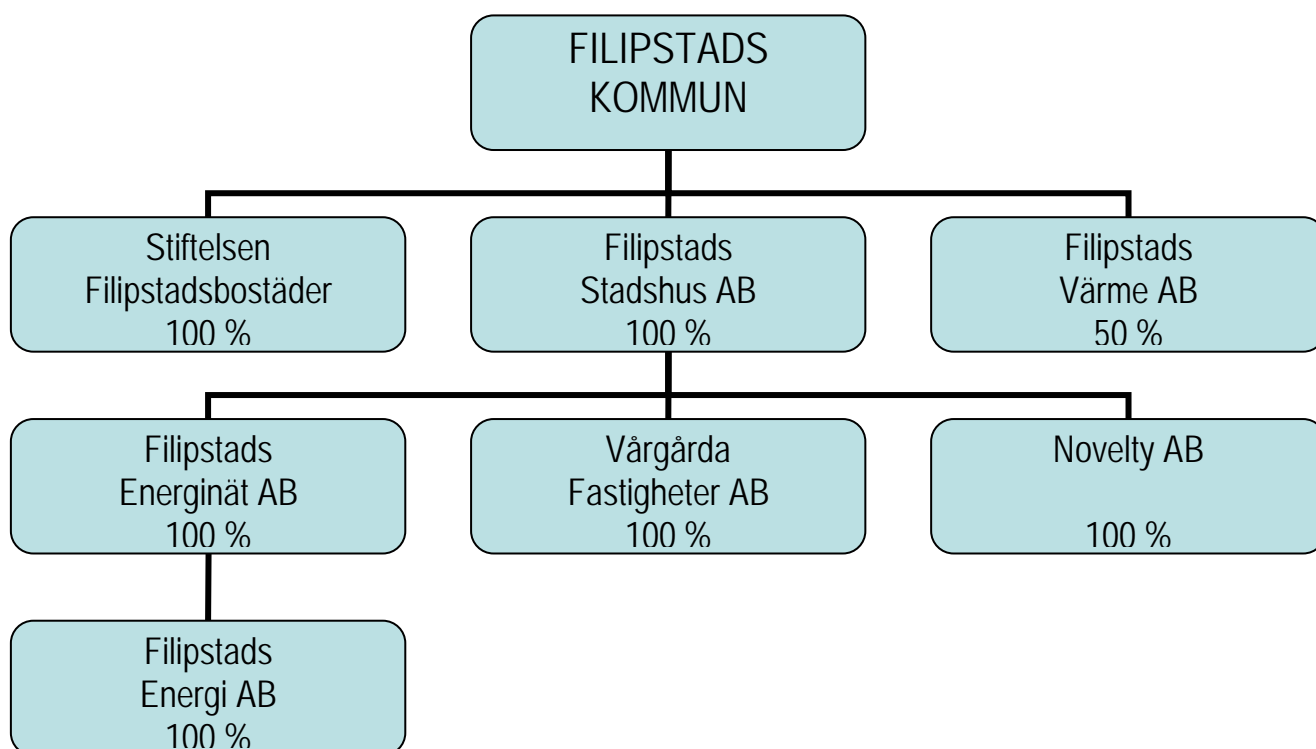 FILIPSTADS
KOMMUN
Stiftelsen
Filipstadsbostäder
100 %
Filipstads
Stadshus AB
100 %
Filipstads
Värme AB
50 %
Filipstads
Energinät AB
100 %
Vårgårda
Fastigheter AB
100 %
Novelty AB
100 %
Filipstads
Energi AB
100 %